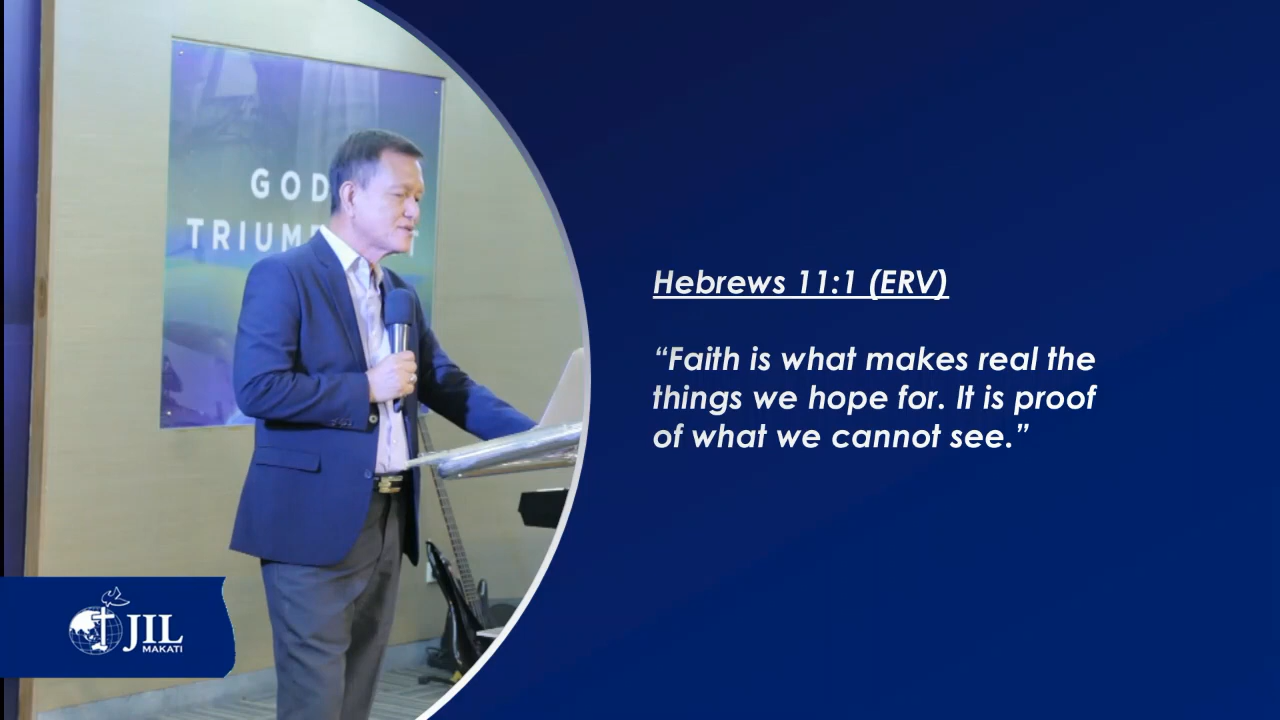 GOD
TRIUM
JIL
MAKATI
Hebrews 11:1 (ERV)
“Faith is what makes real the
things we hope for. It is proof
of what we cannot see.”